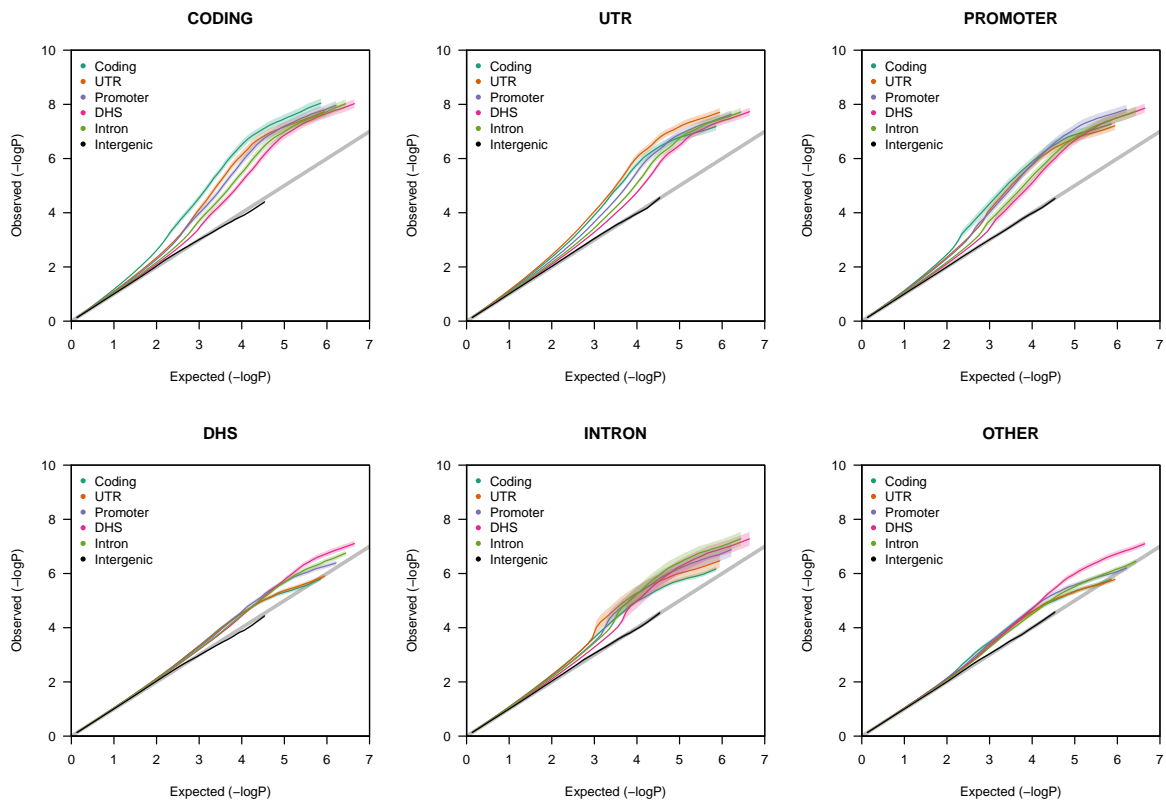 CODING
10
8
6
4
2
0
Observed (−logP)
Coding
UTR
Promoter
DHS
Intron
Intergenic
0 1 2 3 4 5 6 7
Expected (−logP)
UTR
10
8
6
4
2
0
Observed (−logP)
Coding
UTR
Promoter
DHS
Intron
Intergenic
0 1 2 3 4 5 6 7
Expected (−logP)
PROMOTER
10
8
6
4
2
0
Observed (−logP)
Coding
UTR
Promoter
DHS
Intron
Intergenic
0 1 2 3 4 5 6 7
Expected (−logP)
DHS
10
8
6
4
2
0
Observed (−logP)
Coding
UTR
Promoter
DHS
Intron
Intergenic
0 1 2 3 4 5 6 7
Expected (−logP)
INTRON
10
8
6
4
2
0
Observed (−logP)
Coding
UTR
Promoter
DHS
Intron
Intergenic
0 1 2 3 4 5 6 7
Expected (−logP)
OTHER
10
8
6
4
2
0
Observed (−logP)
Coding
UTR
Promoter
DHS
Intron
Intergenic
0 1 2 3 4 5 6 7
Expected (−logP)